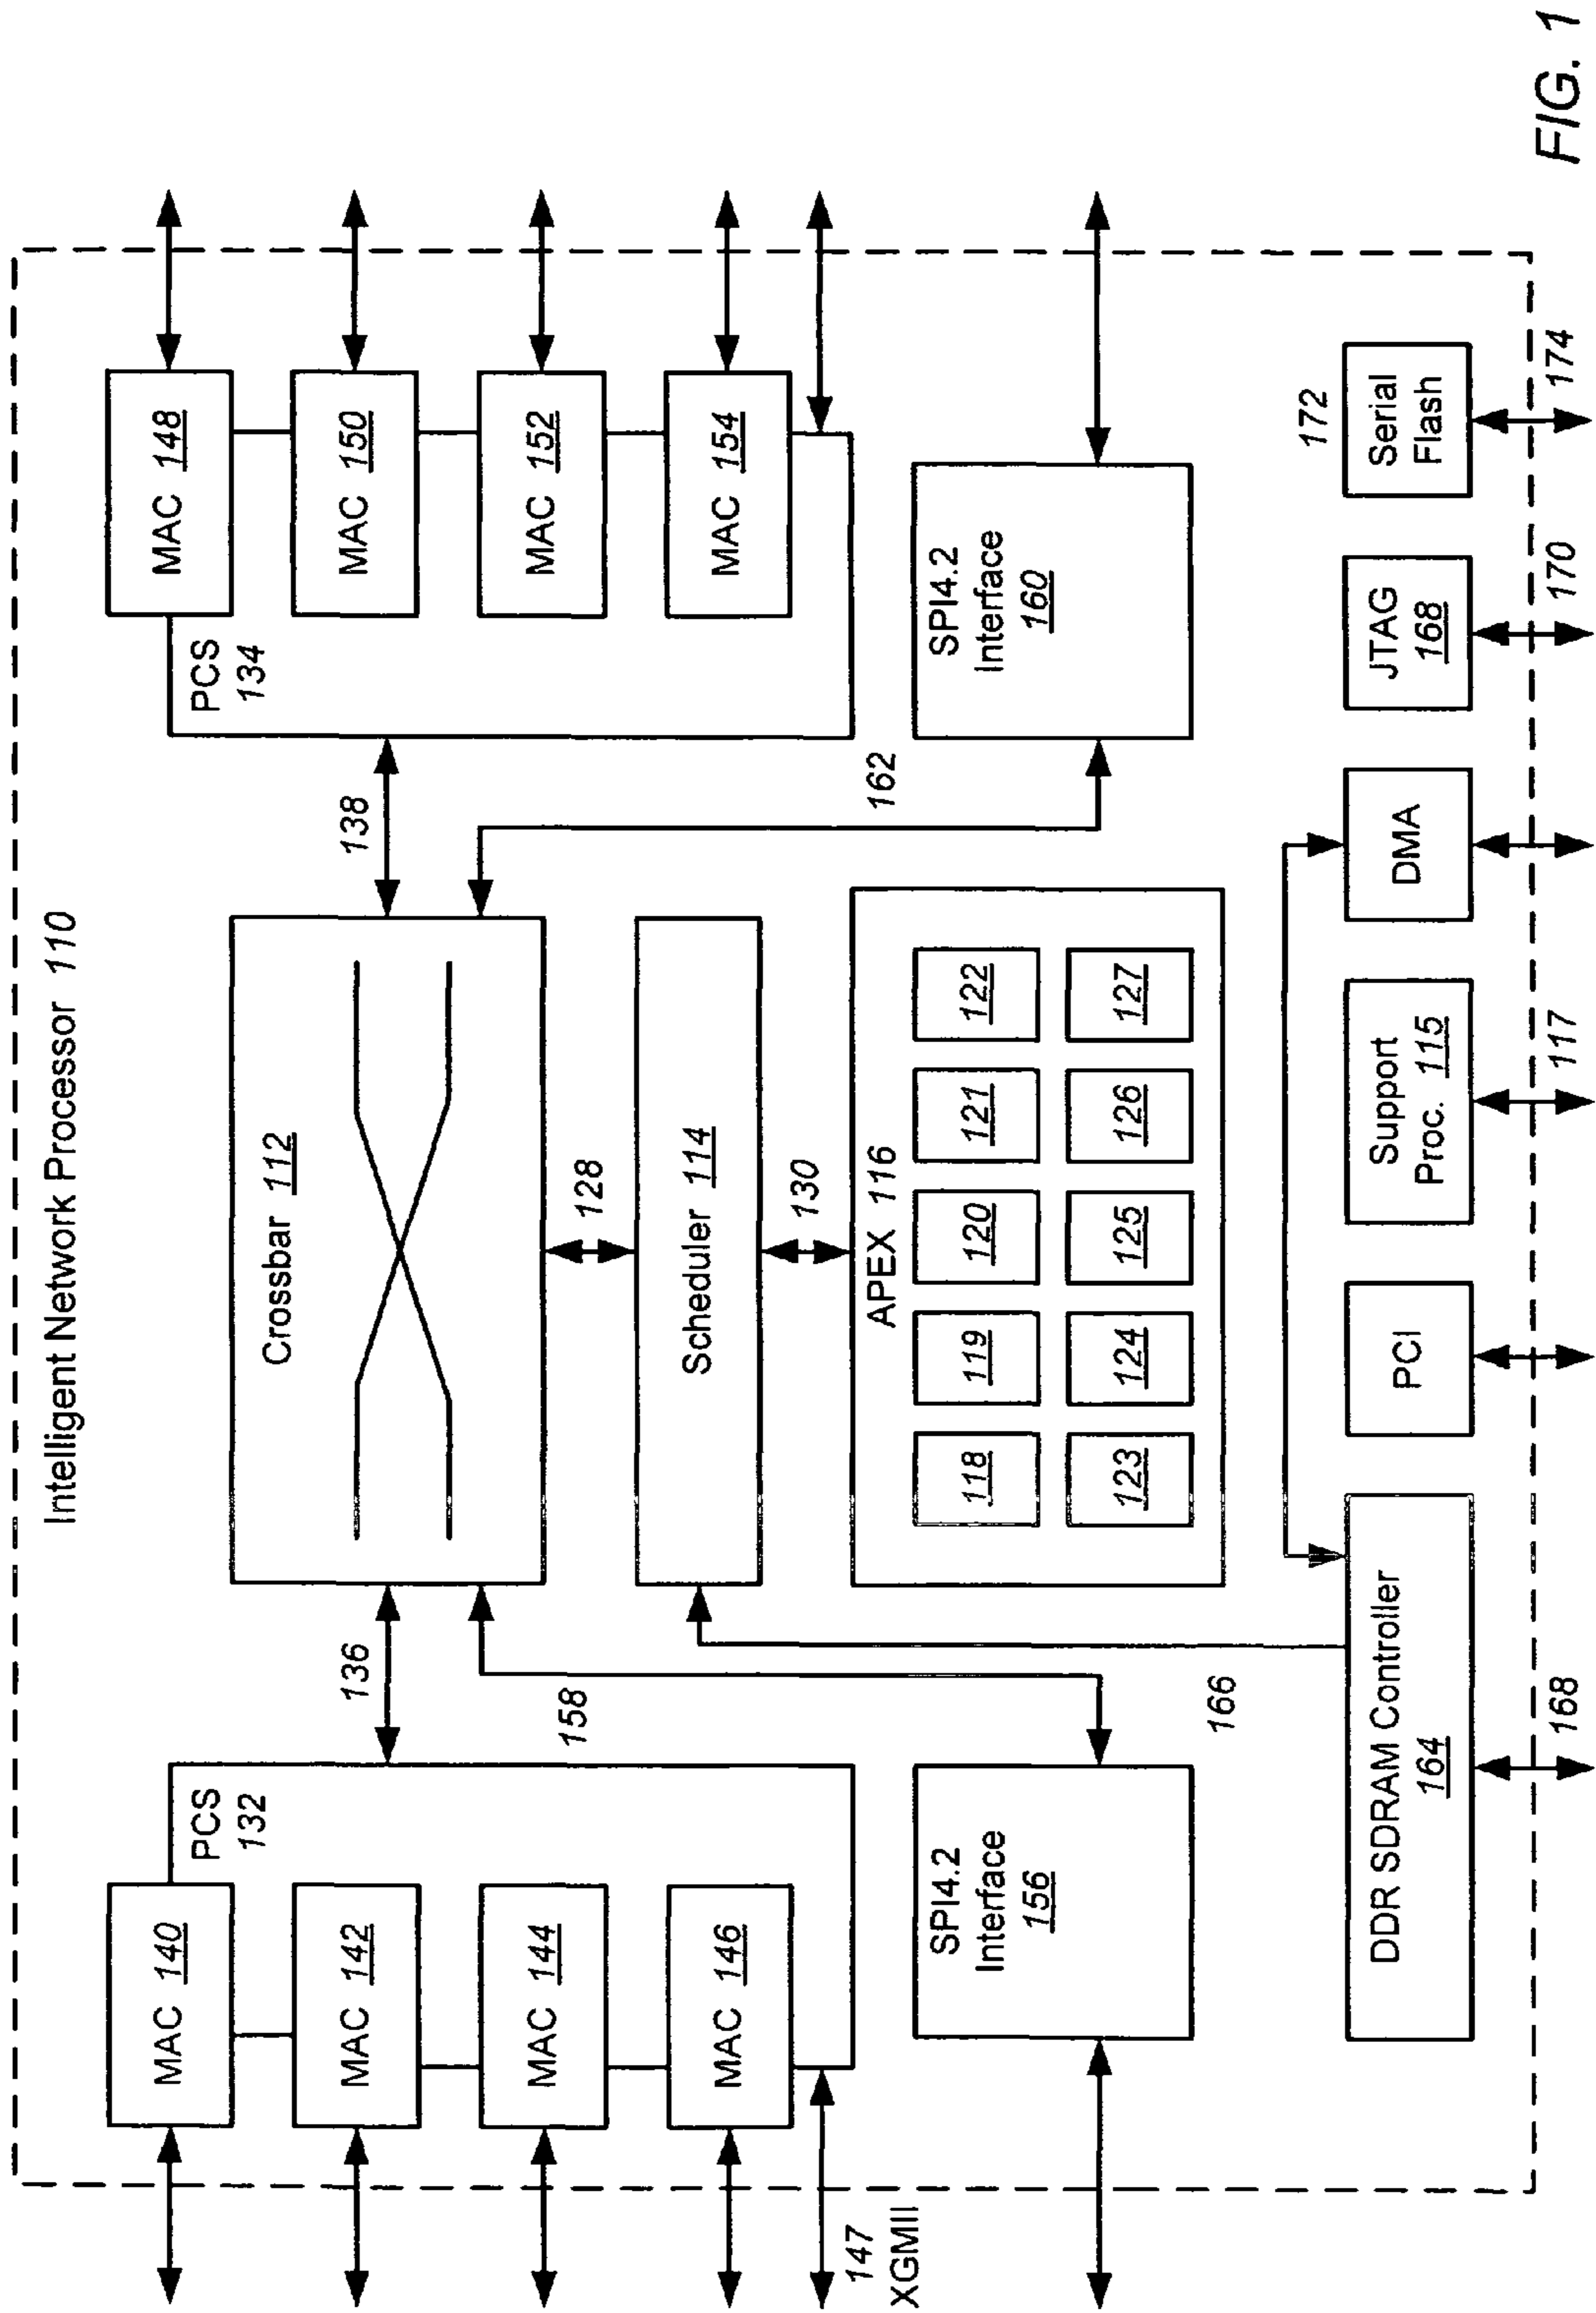 Intelligent Network Processor 110
MAC 140
MAC 142
MAC 144
MAC 146
PCS
132
147
XGMII
136
158
SPI4.2
Interface
156
Crossbar 112
128
Scheduler 114
130
APEX 116
118
119
120
121
122
123
124
125
126
127
138
162
PCS
134
MAC 148
MAC 150
MAC 152
MAC 154
SPI4.2
Interface
160
166
DDR SDRAM Controller
164
168
PCI
Support
Proc. 115
117
DMA
JTAG
168
170
172
Serial
Flash
174
FIG. 1